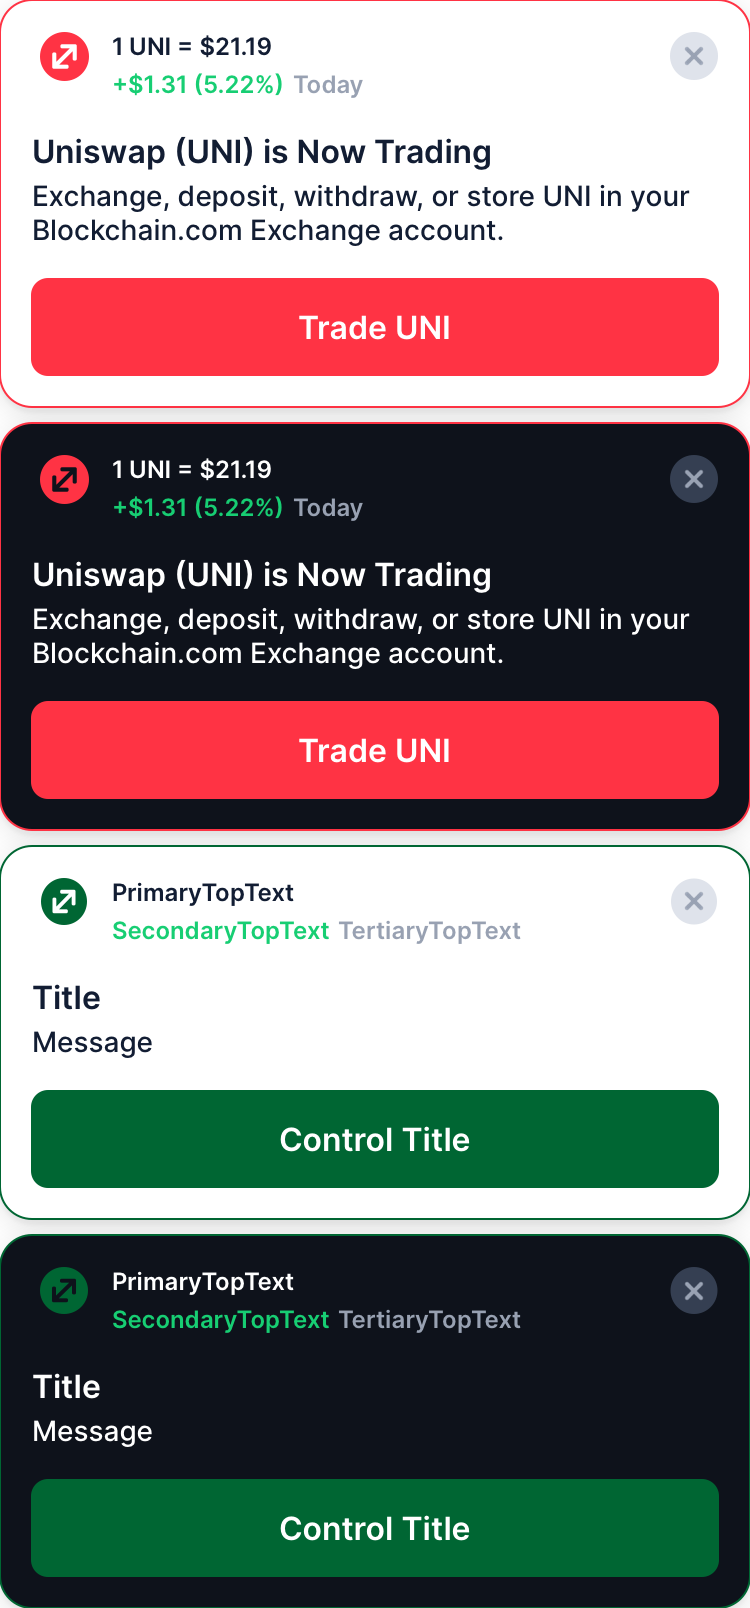 1 UNI = $21.19
+$1.31 (5.22%) Today
Uniswap (UNI) is Now Trading
Exchange, deposit, withdraw, or store UNI in your
Blockchain.com Exchange account.
Trade UNI
1 UNI = $21.19
+$1.31 (5.22%) Today
Uniswap (UNI) is Now Trading
Exchange, deposit, withdraw, or store UNI in your
Blockchain.com Exchange account.
Trade UNI
PrimaryTopText
SecondaryTopText TertiaryTopText
Title
Message
Control Title
PrimaryTopText
SecondaryTopText TertiaryTopText
Title
Message
Control Title